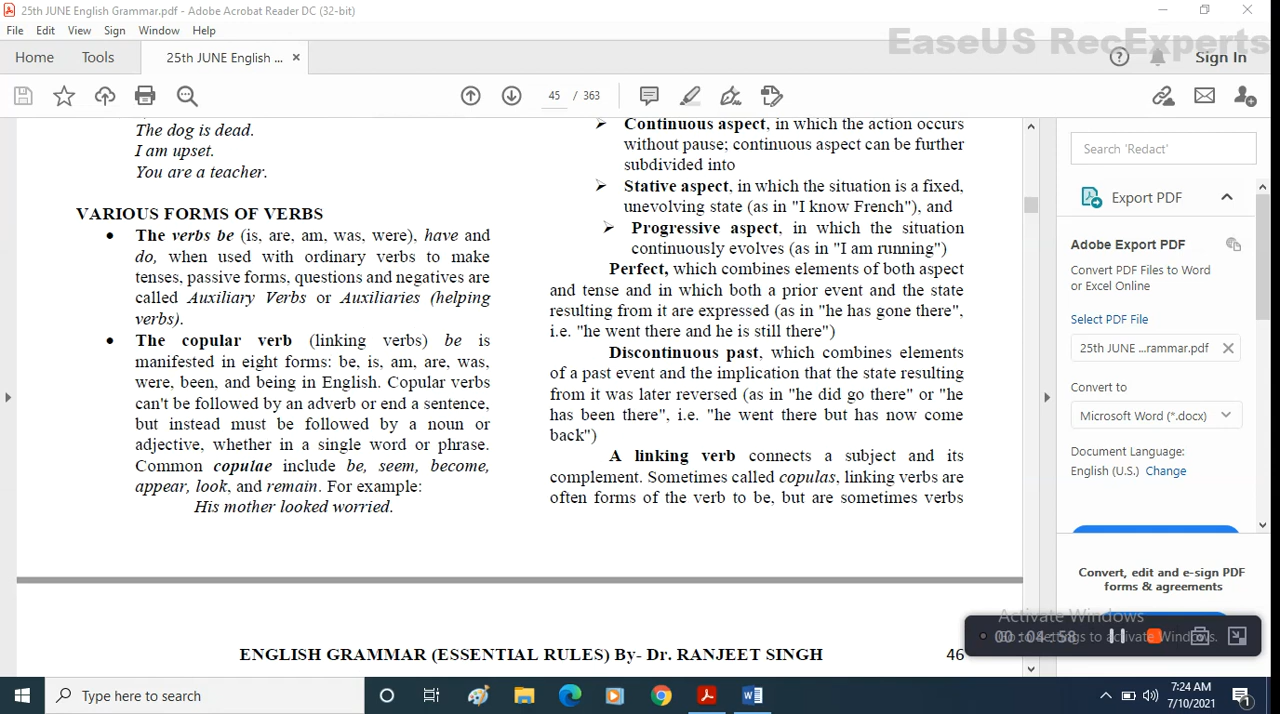 25th JUNE English Grammar.pdf - Adobe Acrobat Reader DC (32-bit)
File Edit View Sign Window Help
EaseUS RecExperts
Home Tools 25th JUNE English ... × Sign In
45 / 363
The dog is dead.
I am upset.
You are a teacher.
VARIOUS FORMS OF VERBS
• The verbs be (is, are, am, was, were), have and
do, when used with ordinary verbs to make
tenses, passive forms, questions and negatives are
called Auxiliary Verbs or Auxiliaries (helping
verbs).
• The copular verb (linking verbs) be is
manifested in eight forms: be, is, am, are, was,
were, been, and being in English. Copular verbs
can't be followed by an adverb or end a sentence,
but instead must be followed by a noun or
adjective, whether in a single word or phrase.
Common copulae include be, seem, become,
appear, look, and remain. For example:
His mother looked worried.
➢ Continuous aspect, in which the action occurs
without pause; continuous aspect can be further
subdivided into
➢ Stative aspect, in which the situation is a fixed,
unevolving state (as in "I know French"), and
➢ Progressive aspect, in which the situation
continuously evolves (as in "I am running")
Perfect, which combines elements of both aspect
and tense and in which both a prior event and the state
resulting from it are expressed (as in "he has gone there",
i.e. "he went there and he is still there")
Discontinuous past, which combines elements
of a past event and the implication that the state resulting
from it was later reversed (as in "he did go there" or "he
has been there", i.e. "he went there but has now come
back")
A linking verb connects a subject and its
complement. Sometimes called copulas, linking verbs are
often forms of the verb to be, but are sometimes verbs
ENGLISH GRAMMAR (ESSENTIAL RULES) By- Dr. RANJEET SINGH 46
Search 'Redact'
Export PDF
Adobe Export PDF
Convert PDF Files to Word
or Excel Online
Select PDF File
25th JUNE ...rammar.pdf ×
Convert to
Microsoft Word (*.docx)
Document Language:
English (U.S.) Change
Convert, edit and e-sign PDF
forms & agreements
Activate Windows
Go to Settings to activate Windows.
00:04:58
Type here to search
7:24 AM
7/10/2021
1